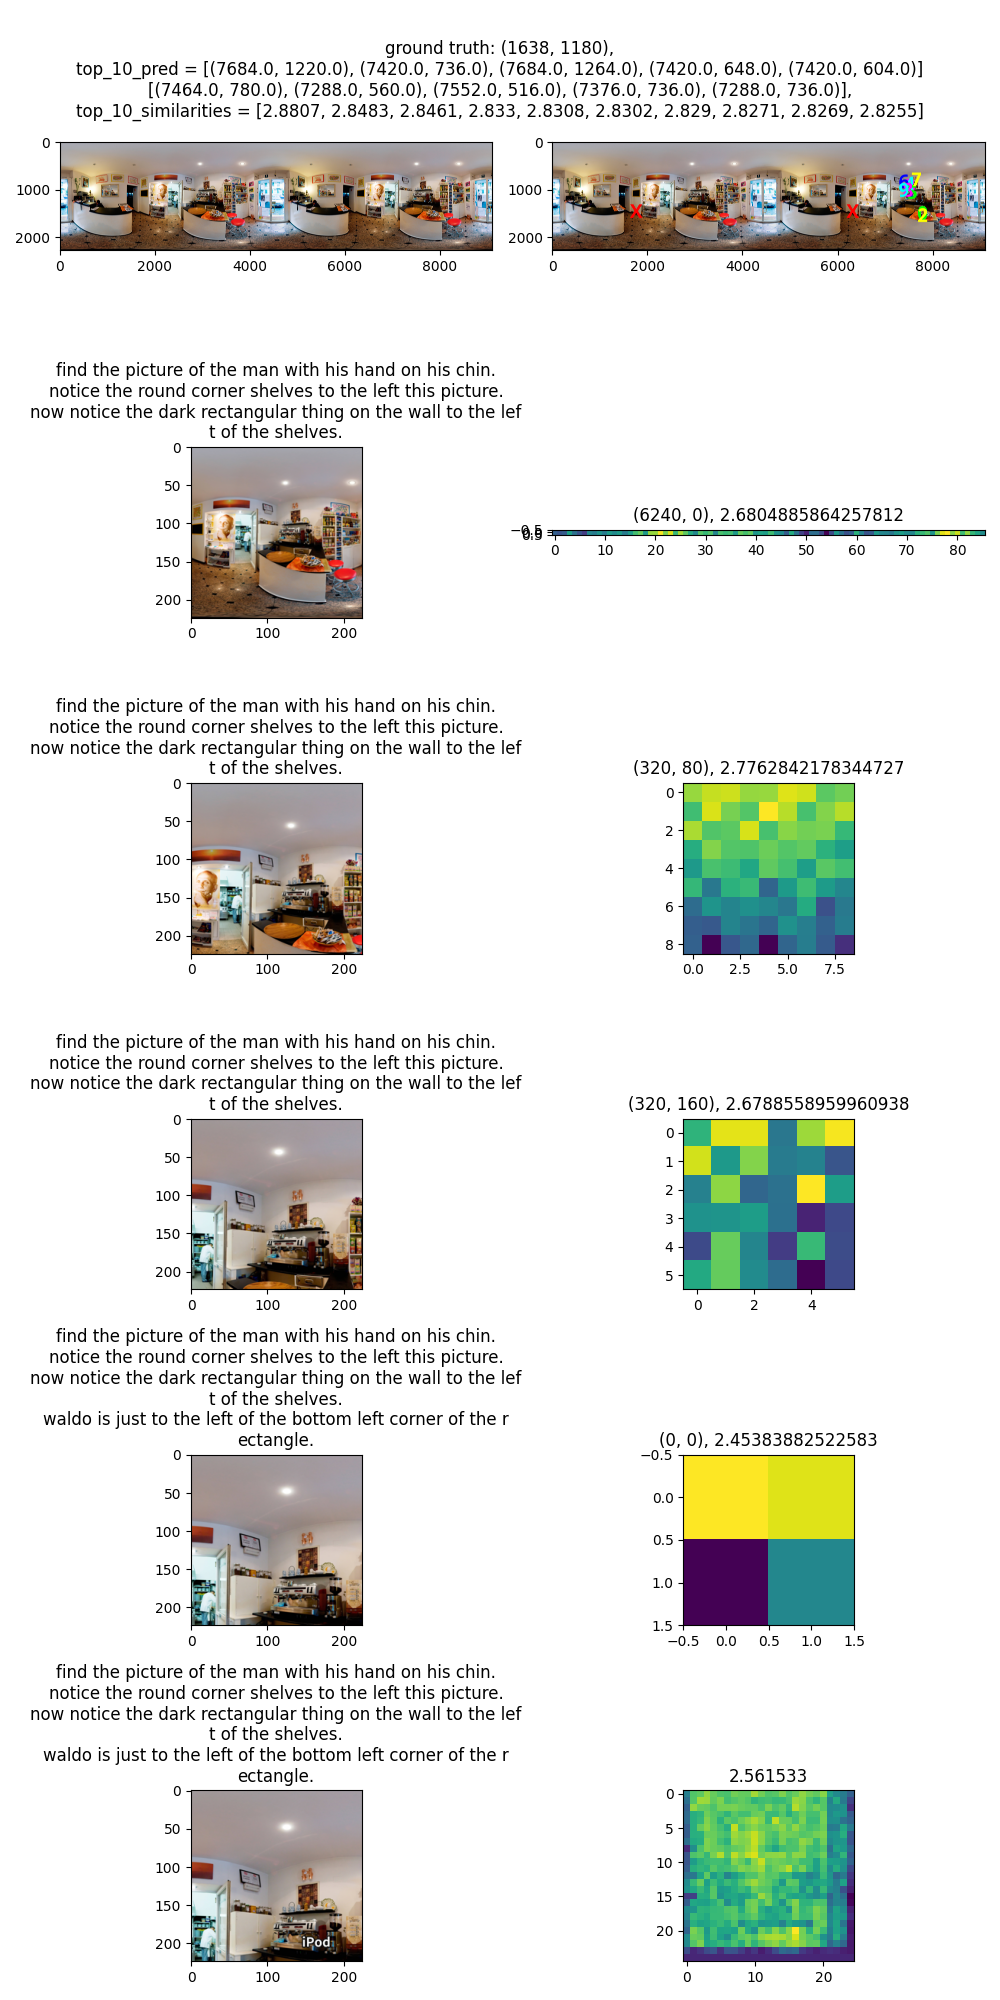 ground truth: (1638, 1180),
top_10_pred = [(7684.0, 1220.0), (7420.0, 736.0), (7684.0, 1264.0), (7420.0, 648.0), (7420.0, 604.0)]
[(7464.0, 780.0), (7288.0, 560.0), (7552.0, 516.0), (7376.0, 736.0), (7288.0, 736.0)],
top_10_similarities = [2.8807, 2.8483, 2.8461, 2.833, 2.8308, 2.8302, 2.829, 2.8271, 2.8269, 2.8255]
0
1000
2000
0 2000 4000 6000 8000
0
1000
2000
X X 6 7 9 2
0 2000 4000 6000 8000
find the picture of the man with his hand on his chin.
notice the round corner shelves to the left this picture.
now notice the dark rectangular thing on the wall to the lef
t of the shelves.
0
50
100
150
200
0 100 200
(6240, 0), 2.6804885864257812
−0.5
0.5
0 10 20 30 40 50 60 70 80
find the picture of the man with his hand on his chin.
notice the round corner shelves to the left this picture.
now notice the dark rectangular thing on the wall to the lef
t of the shelves.
0
50
100
150
200
0 100 200
(320, 80), 2.7762842178344727
0
2
4
6
8
0.0 2.5 5.0 7.5
find the picture of the man with his hand on his chin.
notice the round corner shelves to the left this picture.
now notice the dark rectangular thing on the wall to the lef
t of the shelves.
0
50
100
150
200
0 100 200
(320, 160), 2.6788558959960938
0
1
2
3
4
5
0 2 4
find the picture of the man with his hand on his chin.
notice the round corner shelves to the left this picture.
now notice the dark rectangular thing on the wall to the lef
t of the shelves.
waldo is just to the left of the bottom left corner of the r
ectangle.
0
50
100
150
200
0 100 200
(0, 0), 2.45383882522583
−0.5
0.0
0.5
1.0
1.5
−0.5 0.0 0.5 1.0 1.5
find the picture of the man with his hand on his chin.
notice the round corner shelves to the left this picture.
now notice the dark rectangular thing on the wall to the lef
t of the shelves.
waldo is just to the left of the bottom left corner of the r
ectangle.
0
50
100
150
200
iPod
0 100 200
2.561533
0
5
10
15
20
0 10 20